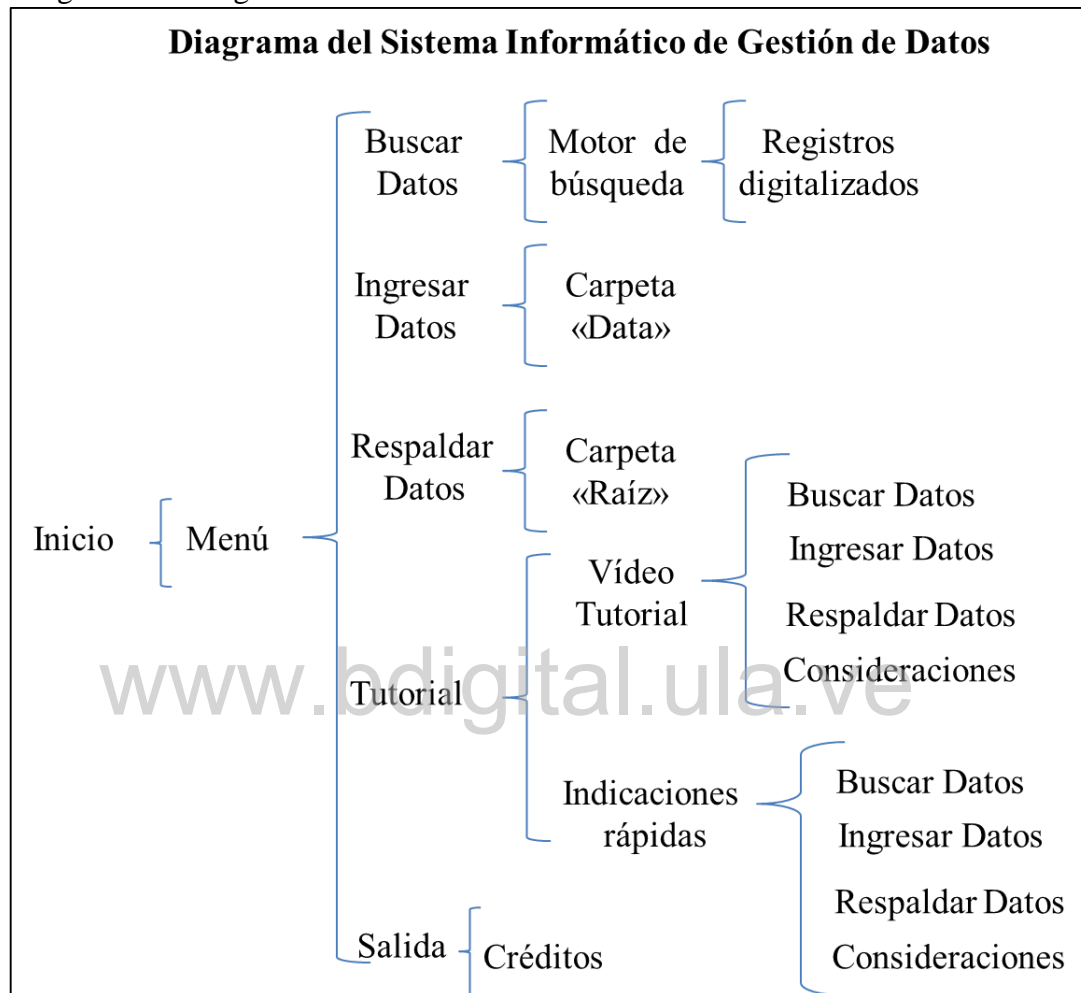 Diagrama del Sistema Informático de Gestión de Datos
Buscar
Datos
Motor de
búsqueda
Registros
digitalizados
Ingresar
Datos
Carpeta
«Data»
Respaldar
Datos
Carpeta
«Raíz»
Inicio
Menú
Vídeo
Tutorial
Buscar Datos
Ingresar Datos
Respaldar Datos
Consideraciones
www.bdigital.ula.ve
Tutorial
Indicaciones
rápidas
Buscar Datos
Ingresar Datos
Respaldar Datos
Consideraciones
Salida
Créditos